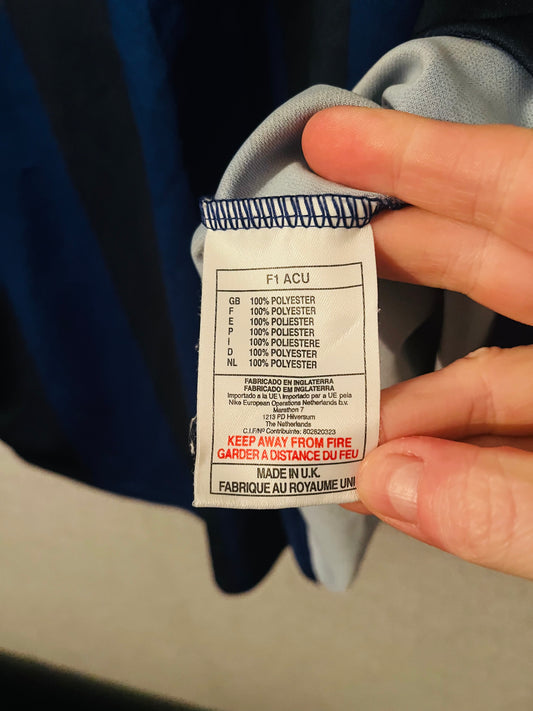 F1 ACU
GB 100% POLYESTER
F 100% POLYESTER
E 100% POLIESTER
P 100% POLIESTER
I 100% POLIESTERE
D 100% POLYESTER
NL 100% POLYESTER
FABRICADO EN INGLATERRA
FABRICADO EM INGLATERRA
Importado a la UE \ Importado par a UE pela
Nike European Operations Netherlands b.v.
Marathon 7
1213 PD Hilversum
The Netherlands
C.I.F/Nº Contribuinte: 802620323
KEEP AWAY FROM FIRE
GARDER A DISTANCE DU FEU
MADE IN U.K.
FABRIQUE AU ROYAUME UNI